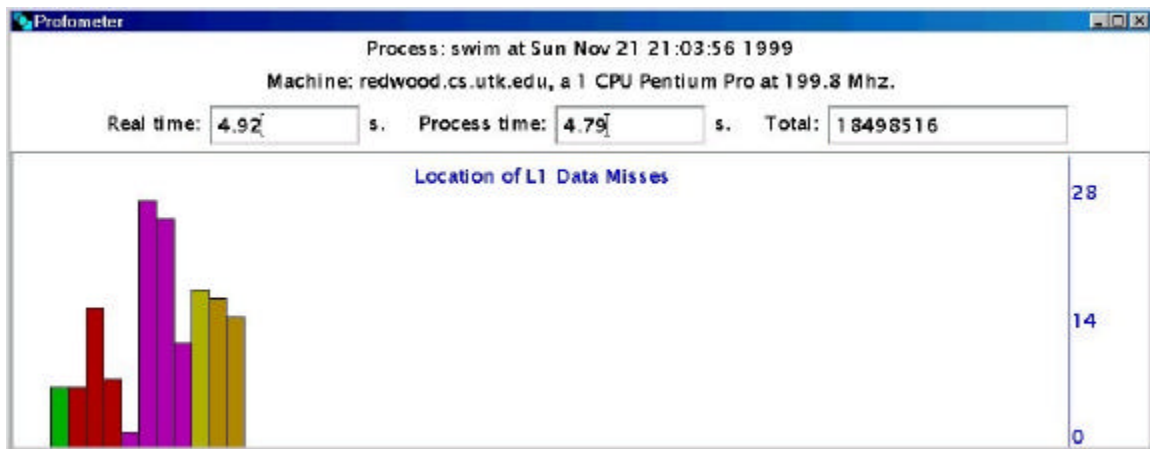 Profometer
Process: swim at Sun Nov 21 21:03:56 1999
Machine: redwood.cs.utk.edu, a 1 CPU Pentium Pro at 199.8 Mhz.
Real time: 4.92 s. Process time: 4.79 s. Total: 18498516
Location of L1 Data Misses
28
14
0